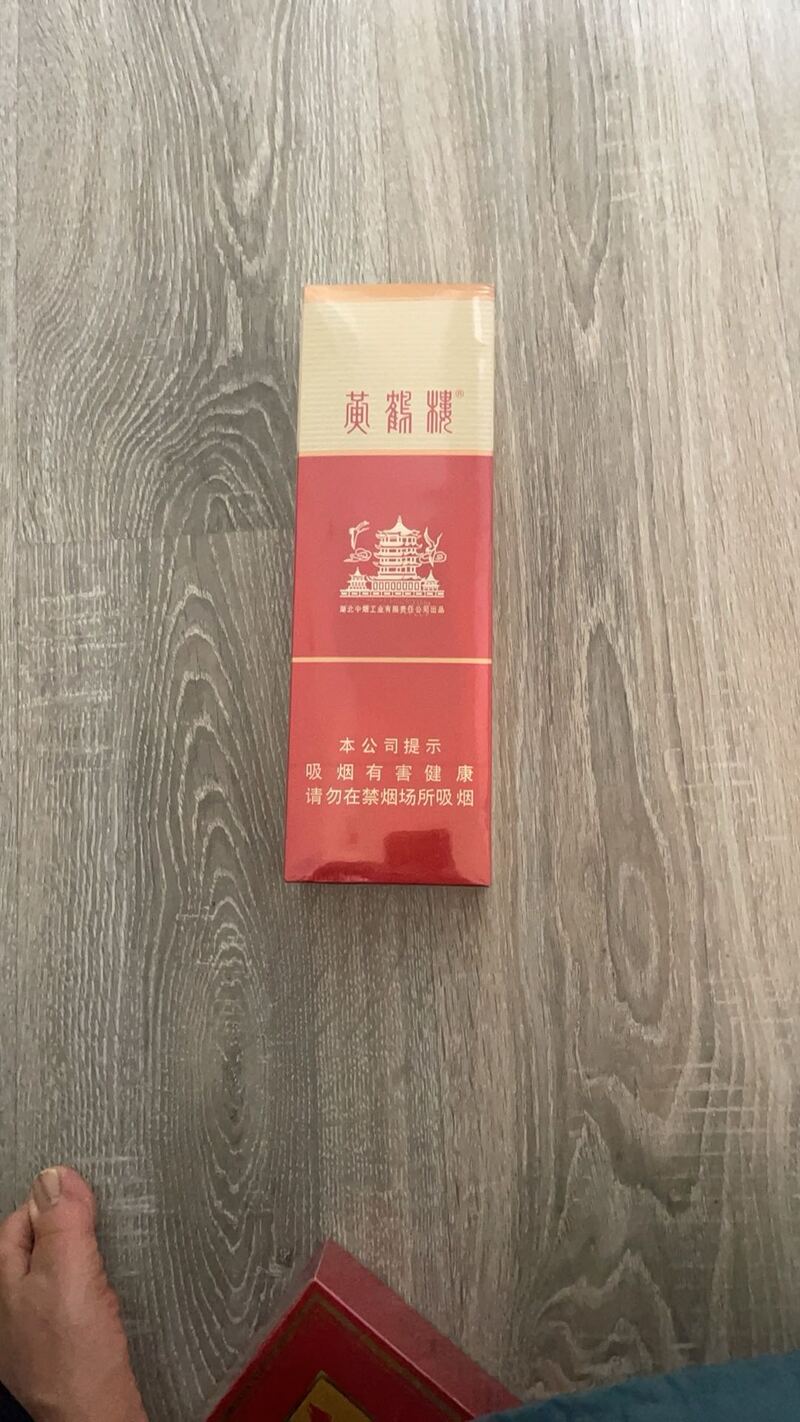 黄鹤楼®
湖北中烟工业有限责任公司出品
本公司提示
吸烟有害健康
请勿在禁烟场所吸烟